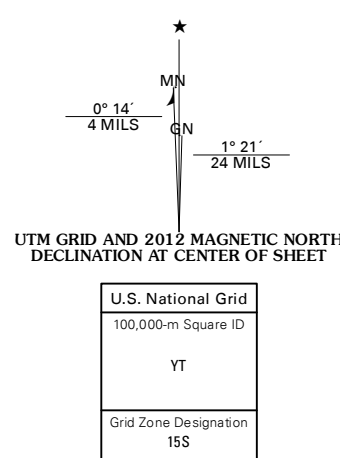 ★
MN
0° 14´
4 MILS
GN
1° 21´
24 MILS
UTM GRID AND 2012 MAGNETIC NORTH
DECLINATION AT CENTER OF SHEET
U.S. National Grid
100,000-m Square ID
YT
Grid Zone Designation
15S